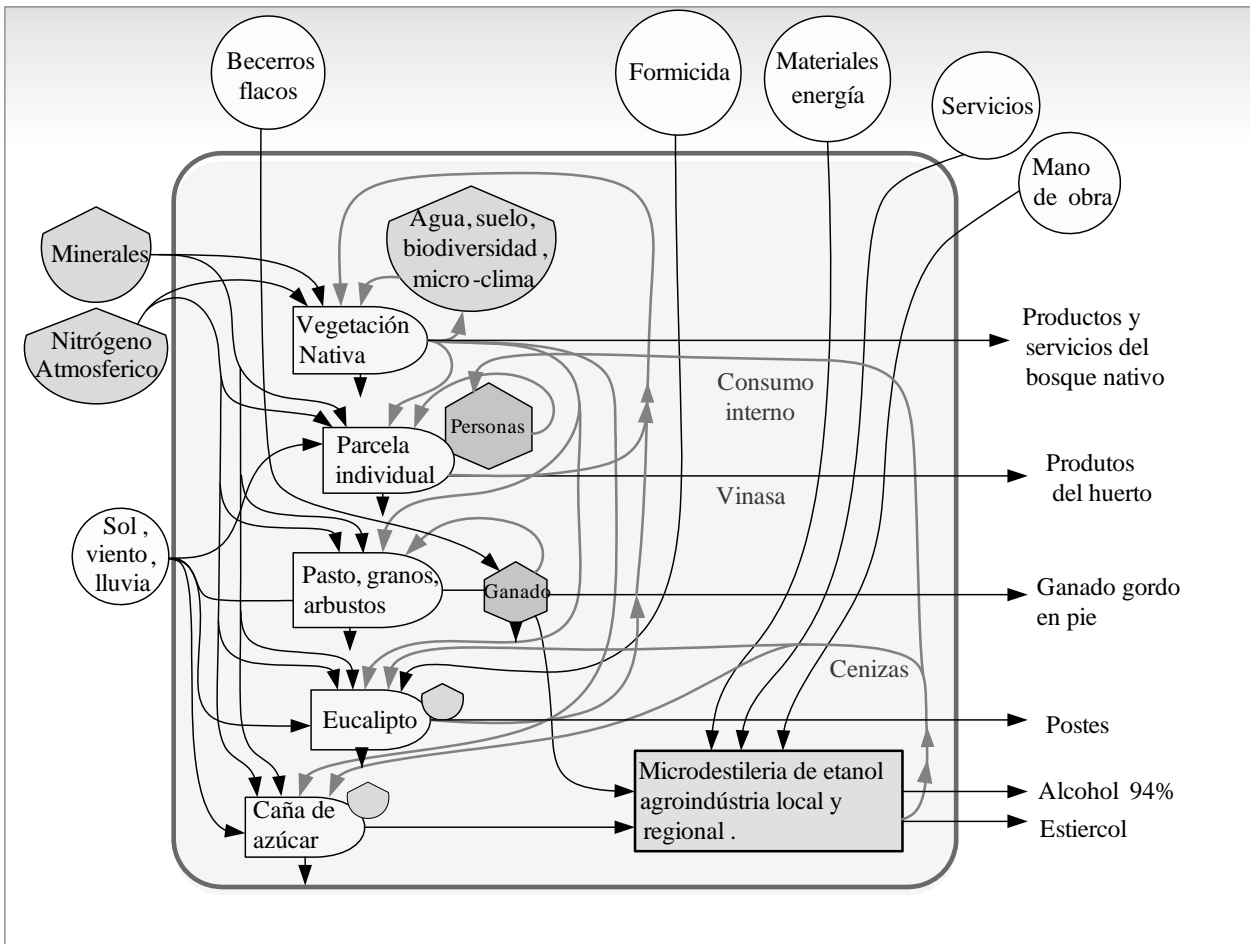 Becerros
flacos
Formicida
Materiales
energía
Servicios
Mano
de obra
Minerales
Agua, suelo,
biodiversidad ,
micro-clima
Nitrógeno
Atmosferico
Vegetación
Nativa
Productos y
servicios del
bosque nativo
Consumo
interno
Personas
Parcela
individual
Produtos
del huerto
Vinasa
Sol ,
viento ,
lluvia
Pasto, granos,
arbustos
Ganado
Ganado gordo
en pie
Cenizas
Eucalipto
Postes
Microdestileria de etanol
agroindústria local y
regional .
Alcohol 94%
Estiercol
Caña de
azúcar